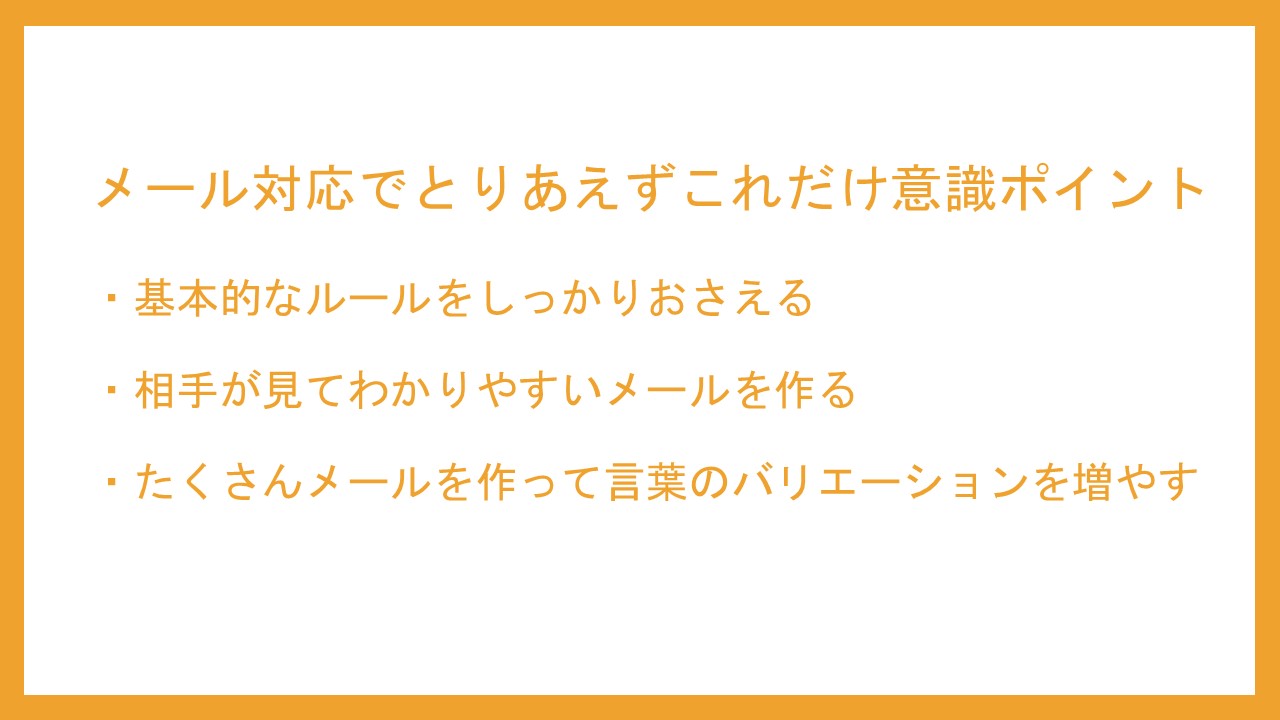 メール対応でとりあえずこれだけ意識ポイント
・基本的なルールをしっかりおさえる
・相手が見てわかりやすいメールを作る
・たくさんメールを作って言葉のバリエーションを増やす